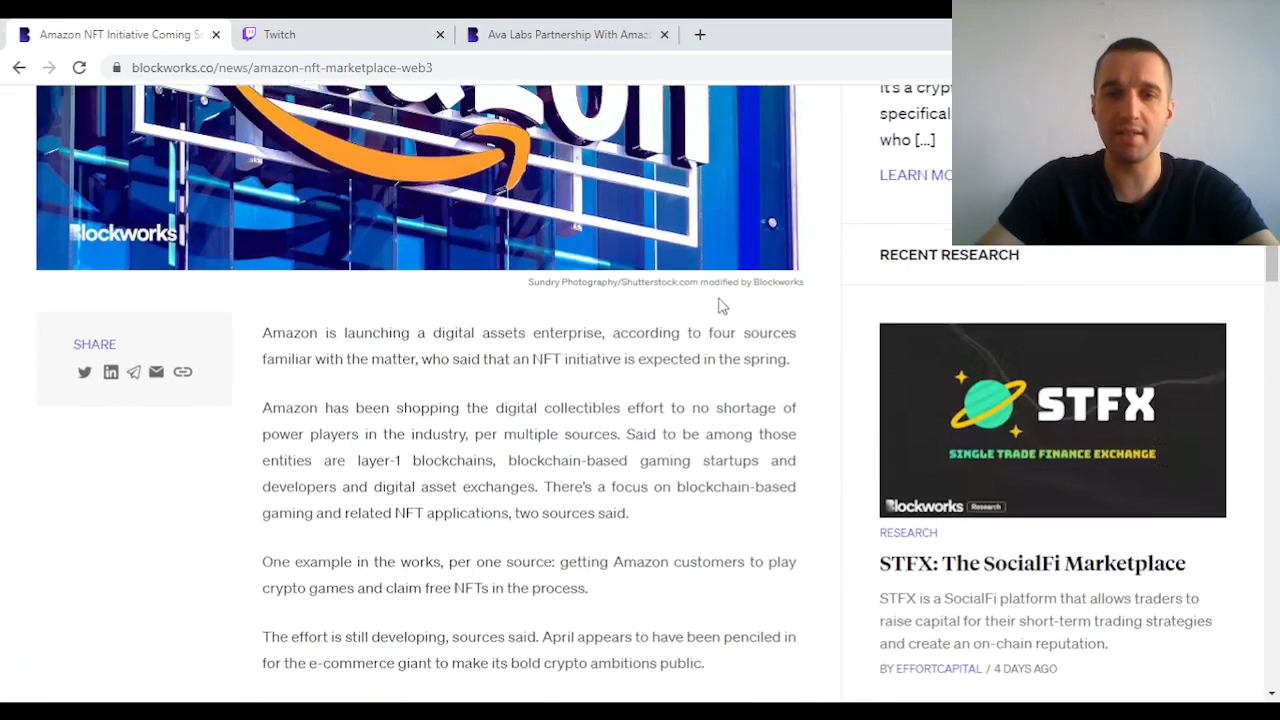 Amazon NFT Initiative Coming So
Twitch
Ava Labs Partnership With Amaz
blockworks.co/news/amazon-nft-marketplace-web3
amazon
Blockworks
Sundry Photography/Shutterstock.com modified by Blockworks
SHARE
Amazon is launching a digital assets enterprise, according to four sources
familiar with the matter, who said that an NFT initiative is expected in the spring.
Amazon has been shopping the digital collectibles effort to no shortage of
power players in the industry, per multiple sources. Said to be among those
entities are layer-1 blockchains, blockchain-based gaming startups and
developers and digital asset exchanges. There's a focus on blockchain-based
gaming and related NFT applications, two sources said.
One example in the works, per one source: getting Amazon customers to play
crypto games and claim free NFTs in the process.
The effort is still developing, sources said. April appears to have been penciled in
for the e-commerce giant to make its bold crypto ambitions public.
It's a cryp
specifical
who [...]
LEARN MO
RECENT RESEARCH
STFX
SINGLE TRADE FINANCE EXCHANGE
Blockworks Research
RESEARCH
STFX: The SocialFi Marketplace
STFX is a SocialFi platform that allows traders to
raise capital for their short-term trading strategies
and create an on-chain reputation.
BY EFFORTCAPITAL / 4 DAYS AGO